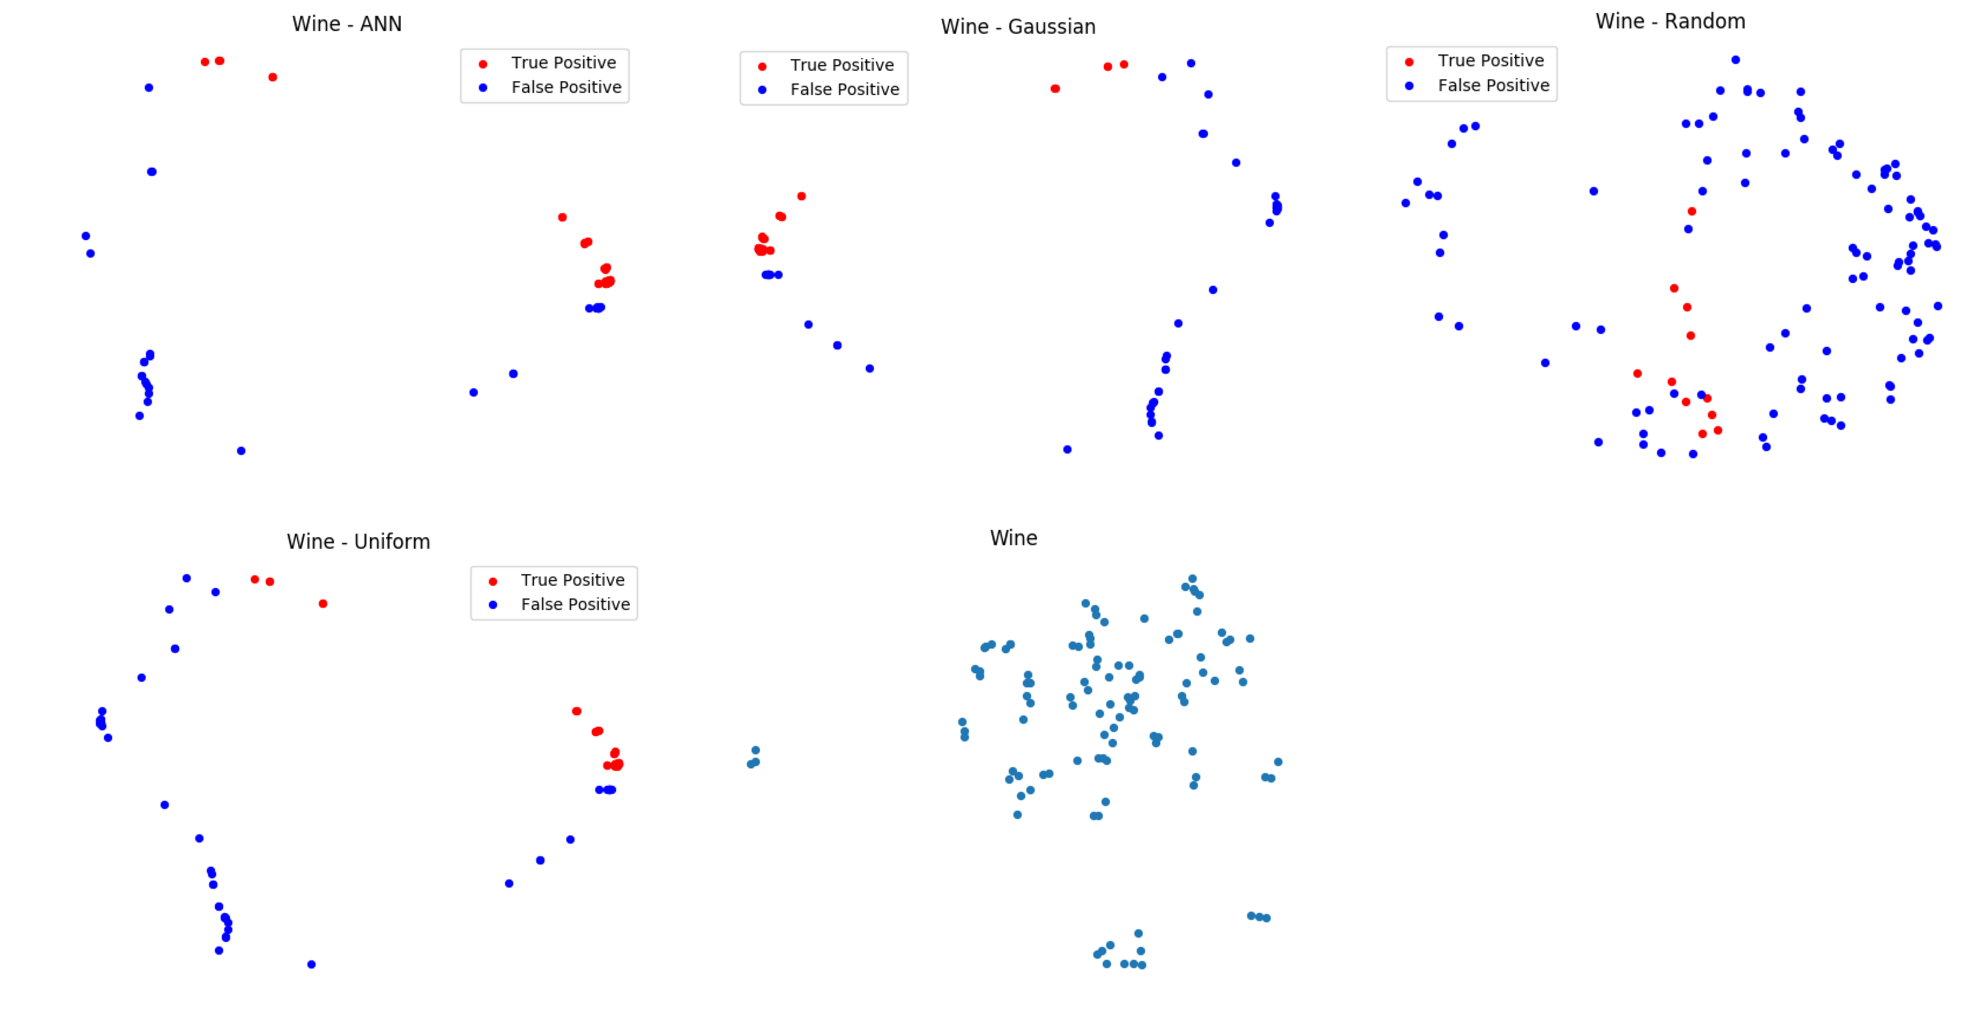 Wine - ANN
True Positive
False Positive
Wine - Gaussian
True Positive
False Positive
Wine - Random
True Positive
False Positive
Wine - Uniform
True Positive
False Positive
Wine